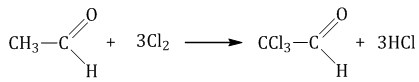 O O
CH₃—C + 3Cl₂ ⟶ CCl₃—C + 3HCl
H H